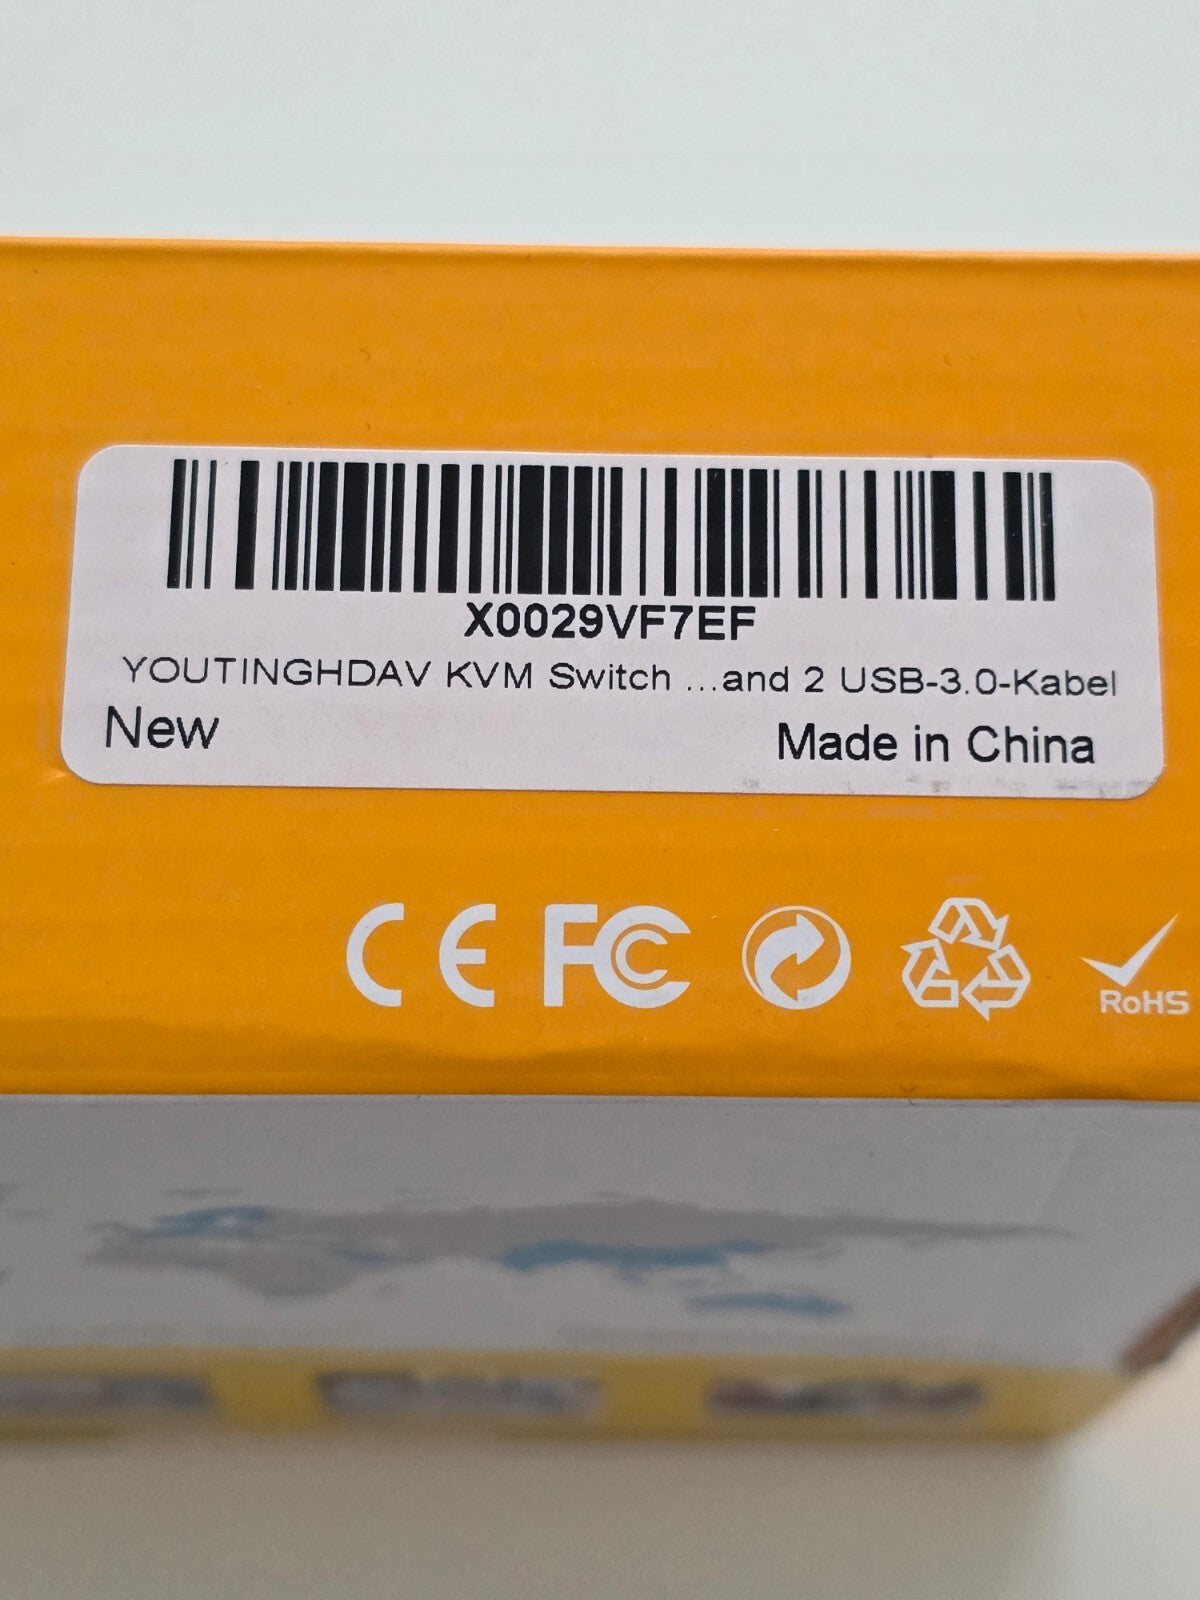 X0029VF7EF
YOUTINGHDAV KVM Switch ...and 2 USB-3.0-Kabel
New
Made in China
CE FC RoHS